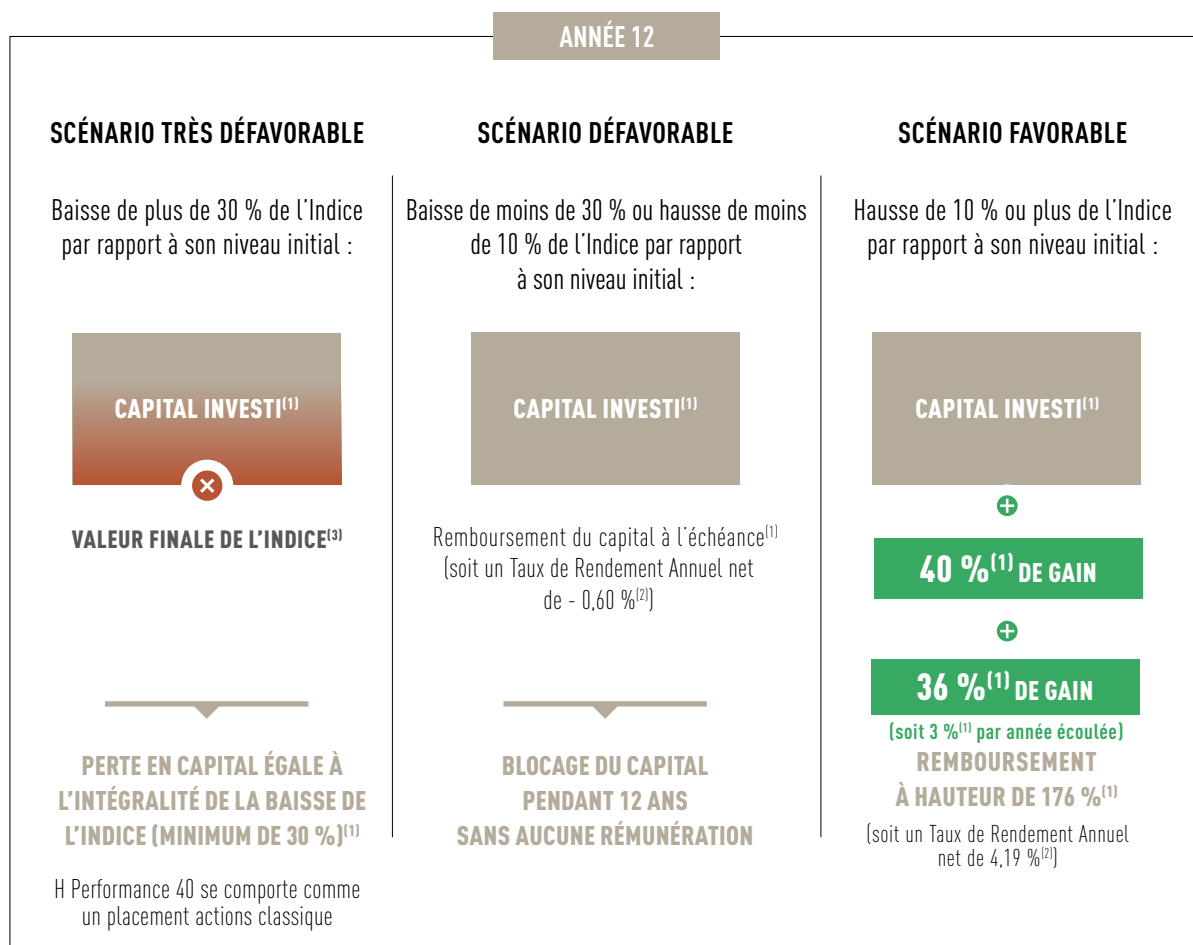 ANNÉE 12
SCÉNARIO TRÈS DÉFAVORABLE
Baisse de plus de 30 % de l'Indice
par rapport à son niveau initial :
CAPITAL INVESTI(1)
VALEUR FINALE DE L'INDICE(3)
PERTE EN CAPITAL ÉGALE À
L'INTÉGRALITÉ DE LA BAISSE DE
L'INDICE (MINIMUM DE 30 %)(1)
H Performance 40 se comporte comme
un placement actions classique
SCÉNARIO DÉFAVORABLE
Baisse de moins de 30 % ou hausse de moins
de 10 % de l'Indice par rapport
à son niveau initial :
CAPITAL INVESTI(1)
Remboursement du capital à l'échéance(1)
(soit un Taux de Rendement Annuel net
de - 0,60 %(2))
BLOCAGE DU CAPITAL
PENDANT 12 ANS
SANS AUCUNE RÉMUNÉRATION
SCÉNARIO FAVORABLE
Hausse de 10 % ou plus de l'Indice
par rapport à son niveau initial :
CAPITAL INVESTI(1)
40 %(1) DE GAIN
36 %(1) DE GAIN
(soit 3 %(1) par année écoulée)
REMBOURSEMENT
À HAUTEUR DE 176 %(1)
(soit un Taux de Rendement Annuel
net de 4,19 %(2))